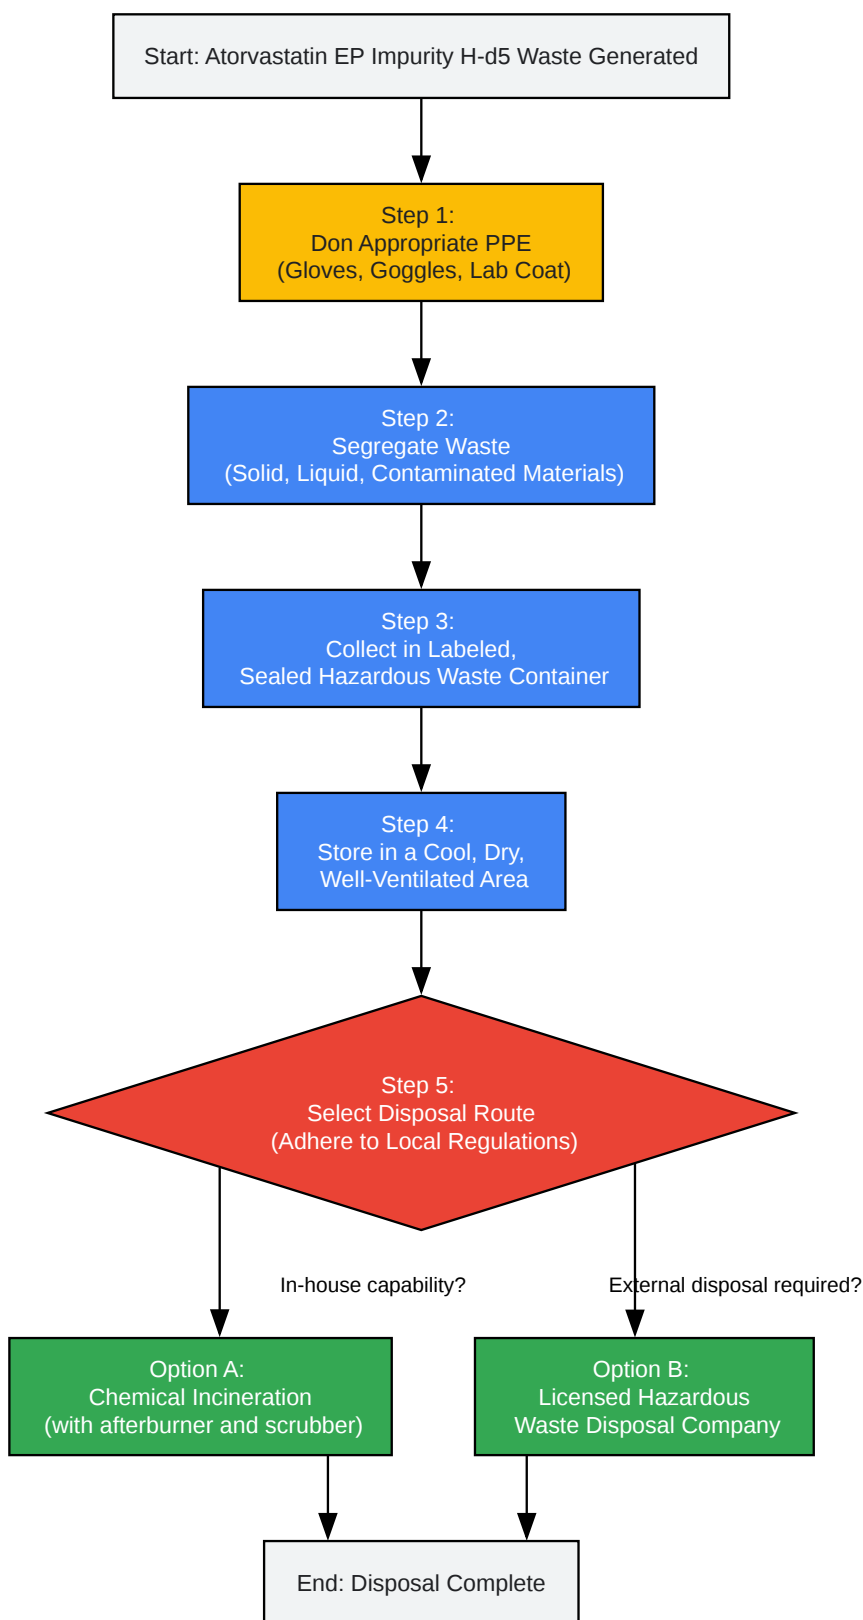 Start: Atorvastatin EP Impurity H-d5 Waste Generated
Step 1:
Don Appropriate PPE
(Gloves, Goggles, Lab Coat)
Step 2:
Segregate Waste
(Solid, Liquid, Contaminated Materials)
Step 3:
Collect in Labeled,
Sealed Hazardous Waste Container
Step 4:
Store in a Cool, Dry,
Well-Ventilated Area
Step 5:
Select Disposal Route
(Adhere to Local Regulations)
In-house capability?
External disposal required?
Option A:
Chemical Incineration
(with afterburner and scrubber)
Option B:
Licensed Hazardous
Waste Disposal Company
End: Disposal Complete